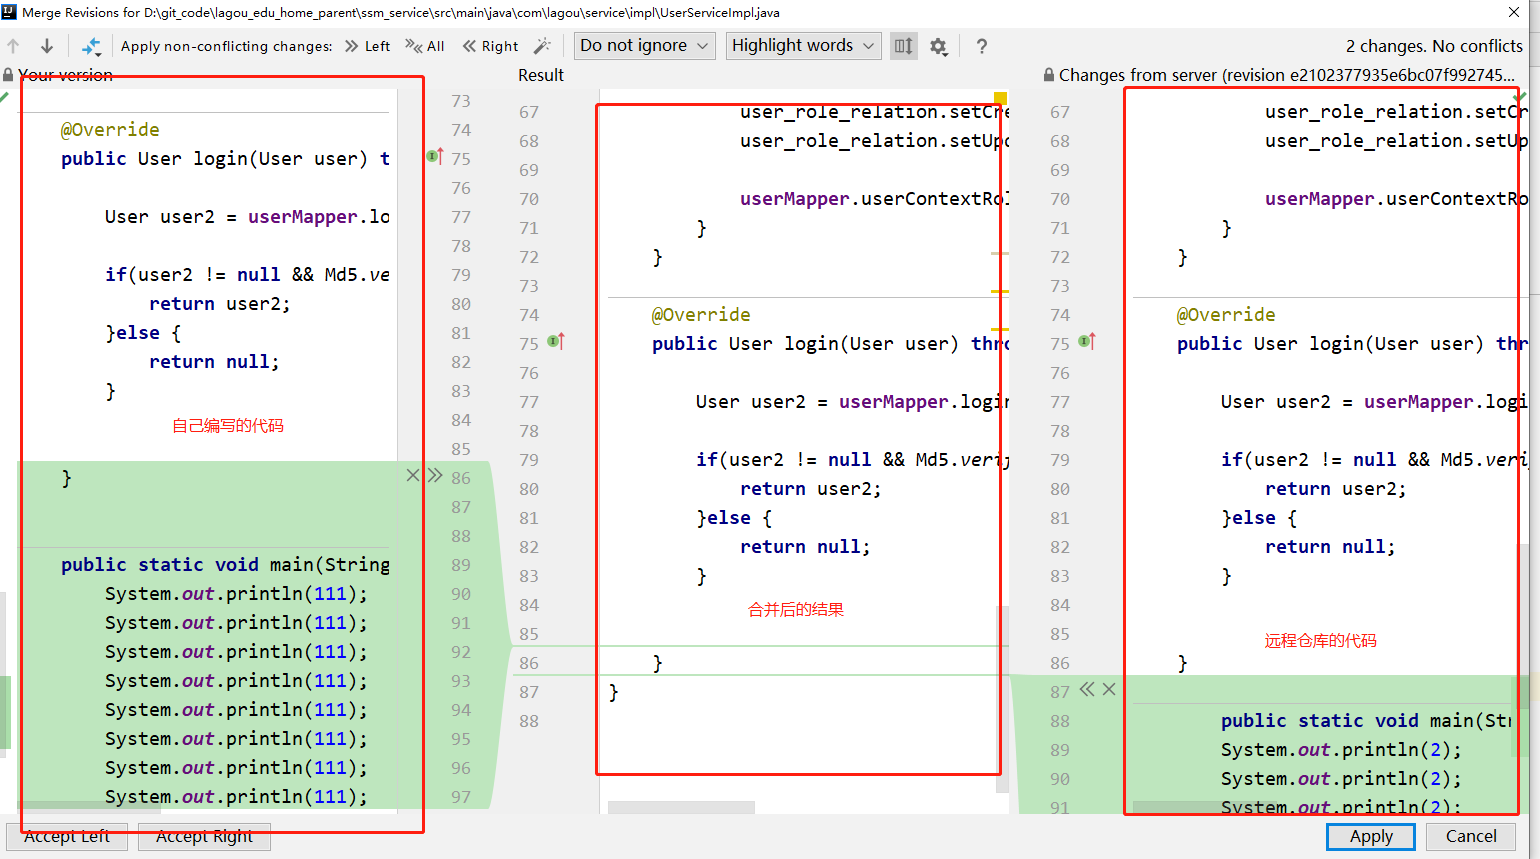 Merge Revisions for D:\git_code\lagou_edu_home_parent\ssm_service\src\main\java\com\lagou\service\impl\UserServiceImpl.java
Apply non-conflicting changes: Left All Right Do not ignore Highlight words ? 2 changes. No conflicts
Your version
Result
Changes from server (revision e2102377935e6bc07f992745...
@Override
public User login(User user) t
User user2 = userMapper.lo
if(user2 != null && Md5.ve
return user2;
}else {
return null;
}
自己编写的代码
}
public static void main(String
System.out.println(111);
System.out.println(111);
System.out.println(111);
System.out.println(111);
System.out.println(111);
System.out.println(111);
System.out.println(111);
System.out.println(111);
73
74
75
76
77
78
79
80
81
82
83
84
85
86
87
88
89
90
91
92
93
94
95
96
97
67 user_role_relation.setCre
68 user_role_relation.setUpd
69
70 userMapper.userContextRol
71 }
72 }
73
74 @Override
75 public User login(User user) thro
76
77 User user2 = userMapper.login
78
79 if(user2 != null && Md5.verif
80 return user2;
81 }else {
82 return null;
83 }
84
合并后的结果
85
86 }
87 }
88
67 user_role_relation.setCr
68 user_role_relation.setUp
69
70 userMapper.userContextRo
71 }
72 }
73
74 @Override
75 public User login(User user) thr
76
77 User user2 = userMapper.logi
78
79 if(user2 != null && Md5.veri
80 return user2;
81 }else {
82 return null;
83 }
84
85
远程仓库的代码
86 }
87
88 public static void main(Str
89 System.out.println(2);
90 System.out.println(2);
91 System.out.println(2);
Accept Left Accept Right Apply Cancel